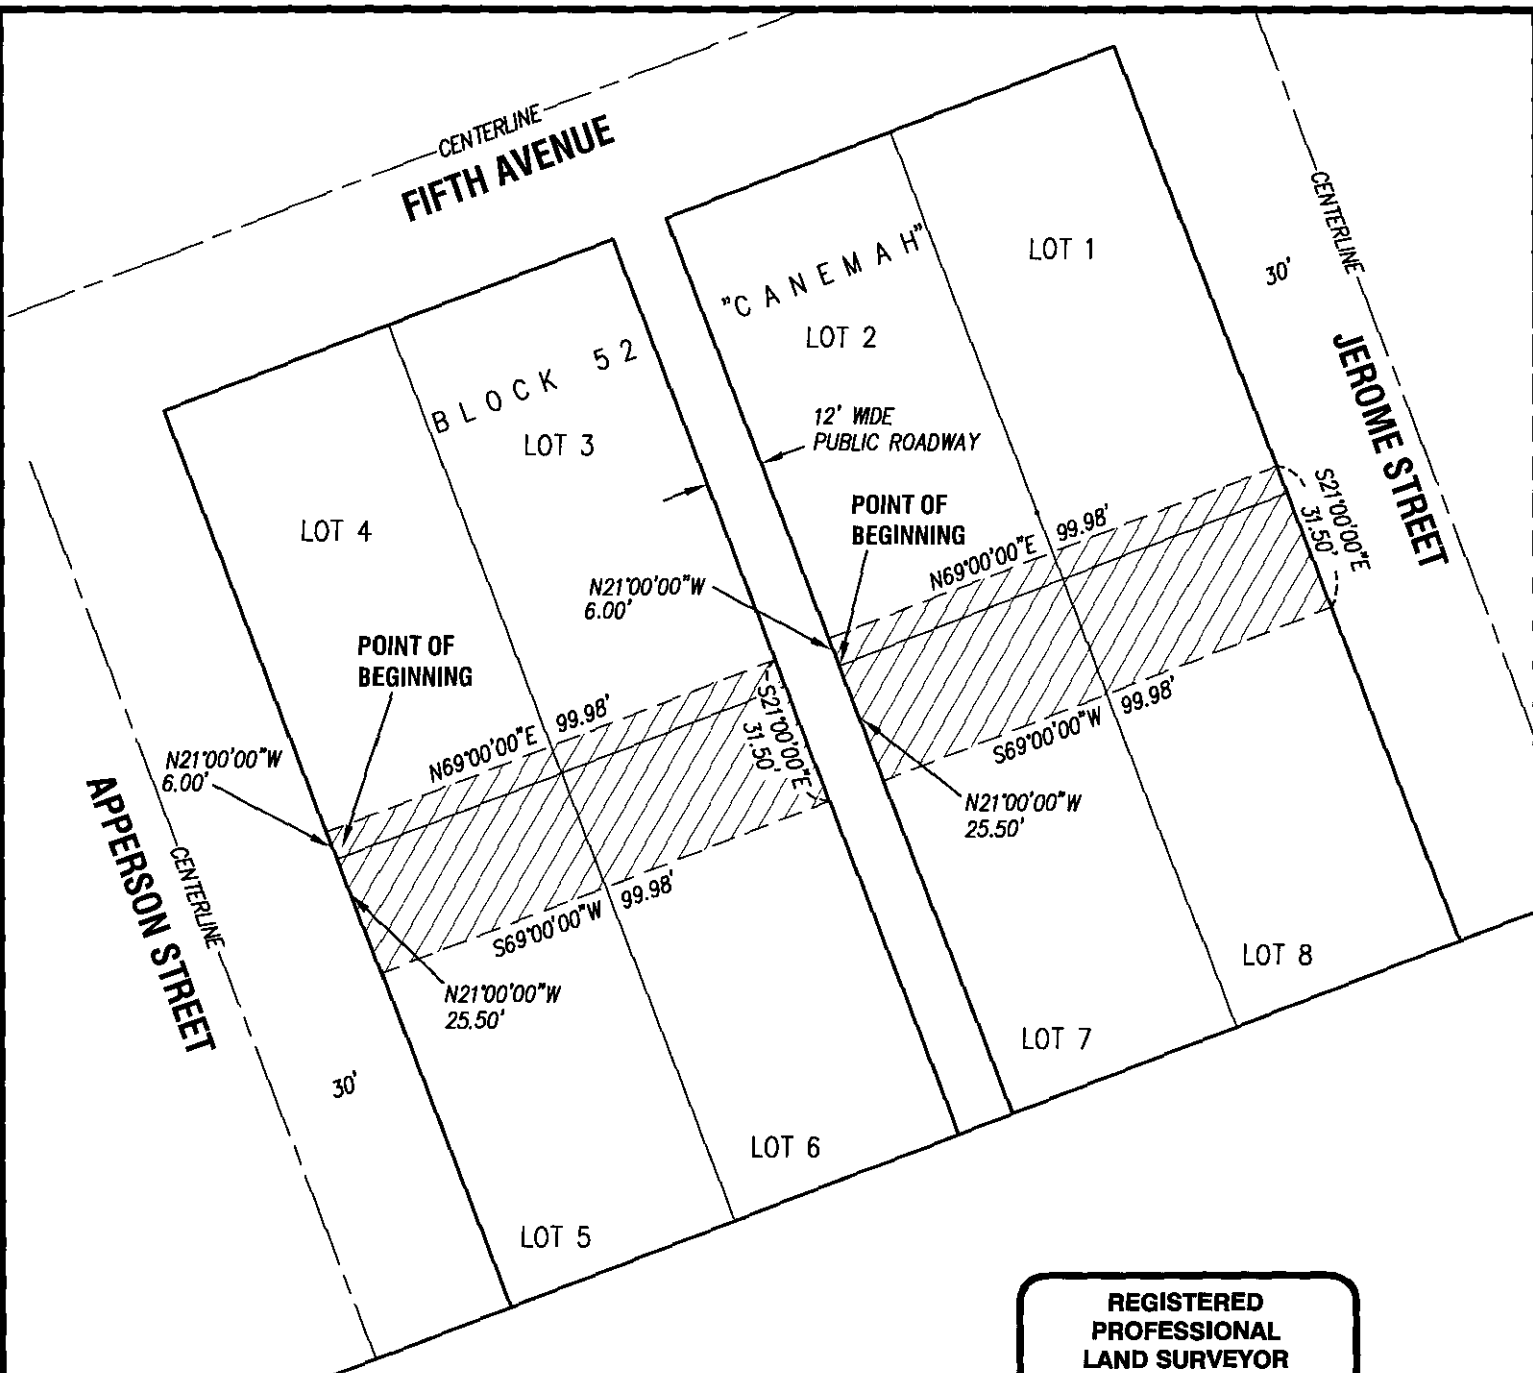 CENTERLINE
FIFTH AVENUE
"CANEMAH"
LOT 1
CENTERLINE
30'
LOT 2
JEROME STREET
BLOCK 52
LOT 3
12' WIDE
PUBLIC ROADWAY
LOT 4
POINT OF
BEGINNING
N69°00'00"E 99.98'
S21°00'00"E
31.50'
N21°00'00"W
6.00'
POINT OF
BEGINNING
N69°00'00"E 99.98'
S21°00'00"E
31.50'
S69°00'00"W 99.98'
N21°00'00"W
6.00'
N21°00'00"W
25.50'
APPERSON STREET
CENTERLINE
S69°00'00"W 99.98'
N21°00'00"W
25.50'
LOT 8
LOT 7
30'
LOT 6
LOT 5
REGISTERED
PROFESSIONAL
LAND SURVEYOR